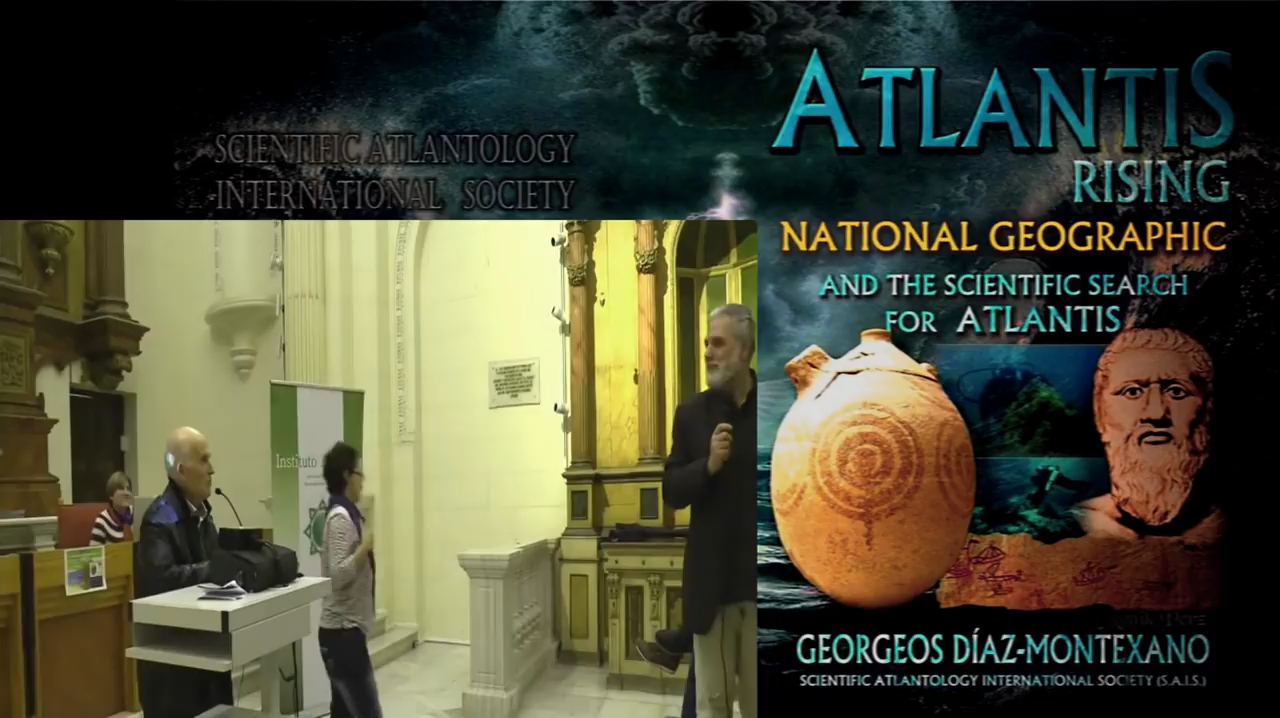 SCIENTIFIC ATLANTOLOGY
INTERNATIONAL SOCIETY
ATLANTIS
RISING
NATIONAL GEOGRAPHIC
AND THE SCIENTIFIC SEARCH
FOR ATLANTIS
Instituto
GEORGEOS DÍAZ-MONTEXANO
SCIENTIFIC ATLANTOLOGY INTERNATIONAL SOCIETY (S.A.I.S.)